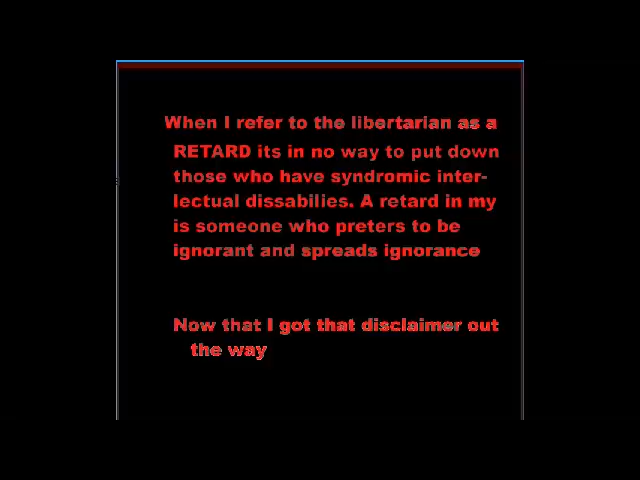 When I refer to the libertarian as a
RETARD its in no way to put down
those who have syndromic inter-
lectual dissabilies. A retard in my
is someone who preters to be
ignorant and spreads ignorance
Now that I got that disclaimer out
the way